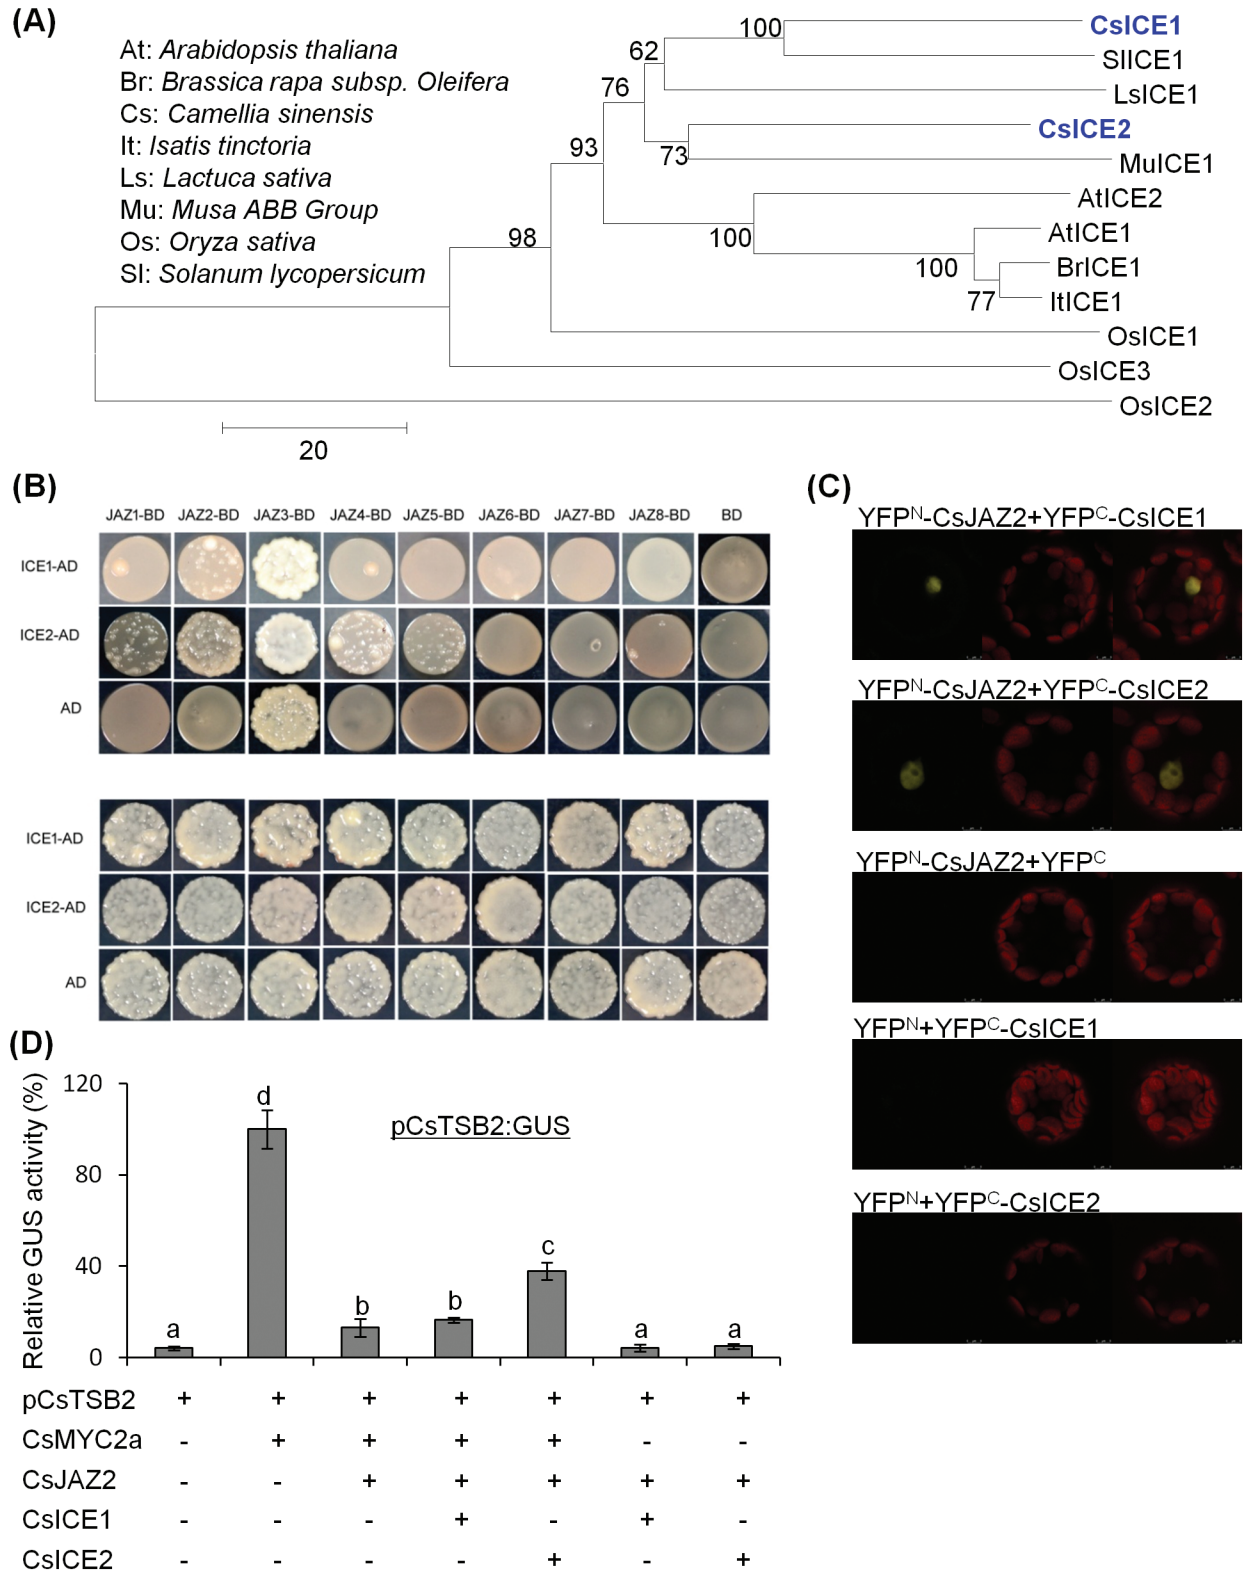 (A)
At: Arabidopsis thaliana
Br: Brassica rapa subsp. Oleifera
Cs: Camellia sinensis
It: Isatis tinctoria
Ls: Lactuca sativa
Mu: Musa ABB Group
Os: Oryza sativa
Sl: Solanum lycopersicum
100
62
76
93
73
98
100
100
77
CsICE1
SlICE1
LsICE1
CsICE2
MuICE1
AtICE2
AtICE1
BrICE1
ItICE1
OsICE1
OsICE3
OsICE2
20
(B)
JAZ1-BD JAZ2-BD JAZ3-BD JAZ4-BD JAZ5-BD JAZ6-BD JAZ7-BD JAZ8-BD BD
ICE1-AD
ICE2-AD
AD
ICE1-AD
ICE2-AD
AD
(C)
YFPᴺ-CsJAZ2+YFPᶜ-CsICE1
YFPᴺ-CsJAZ2+YFPᶜ-CsICE2
YFPᴺ-CsJAZ2+YFPᶜ
YFPᴺ+YFPᶜ-CsICE1
YFPᴺ+YFPᶜ-CsICE2
(D)
Relative GUS activity (%)
120
80
40
0
pCsTSB2:GUS
a d b b c a a
pCsTSB2 + + + + + + +
CsMYC2a - + + + + - -
CsJAZ2 - - + + + + +
CsICE1 - - - + - + -
CsICE2 - - - - + - +